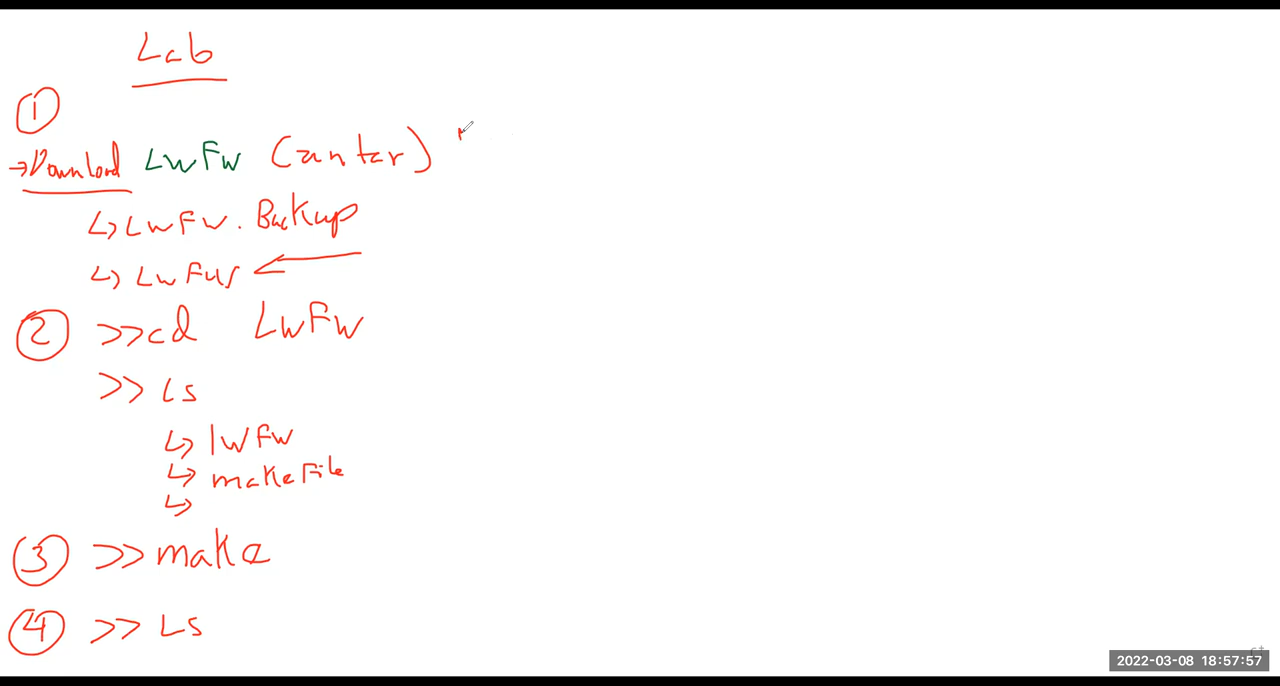 Lab
①
→ Download LWFW (anter)
↳ LWFW. Backup
↳ LWFW ←
② >>cd LWFW
>> LS
↳ lWFW
↳ makeFile
↳
③ >>make
④ >> LS
2022-03-08 18:57:57